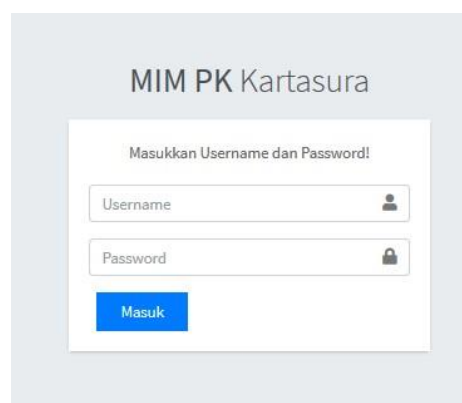 MIM PK Kartasura
Masukkan Username dan Password!
Username
Password
Masuk